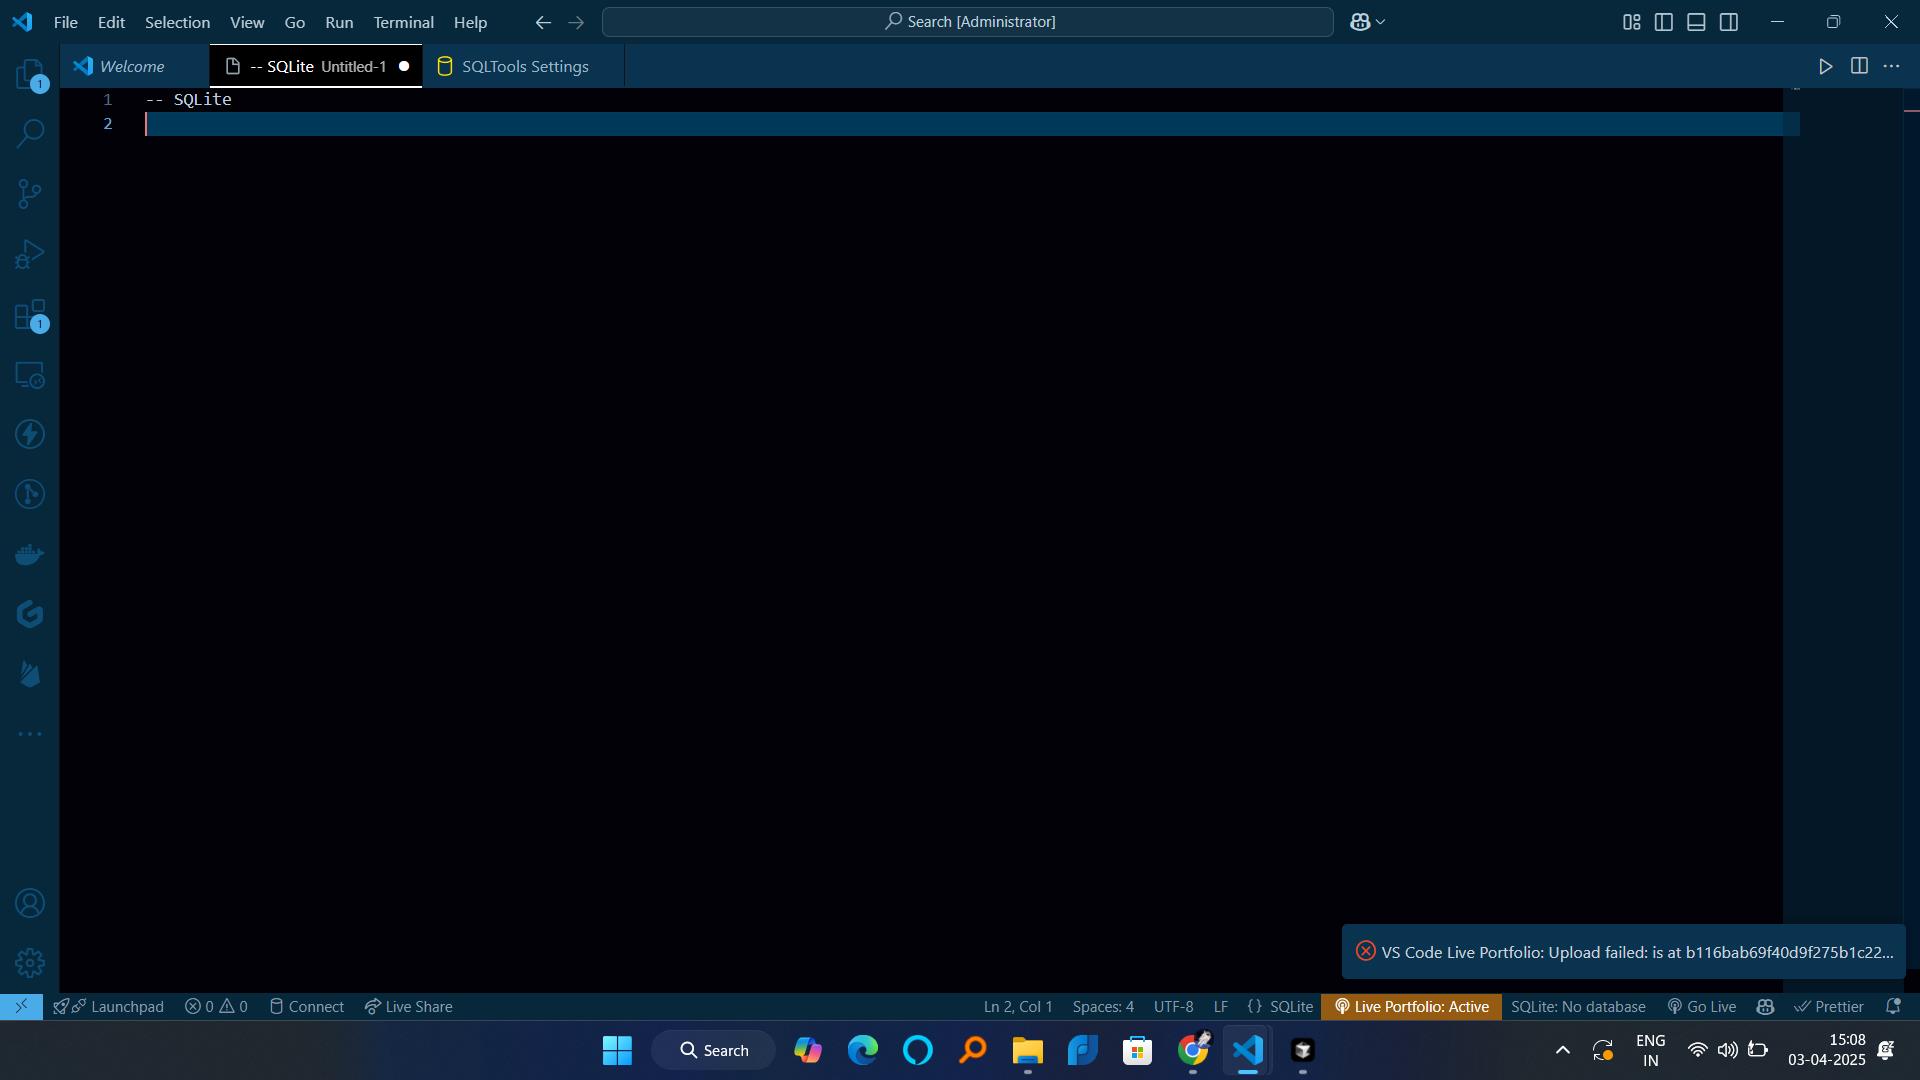 File Edit Selection View Go Run Terminal Help
Search [Administrator]
Welcome
-- SQLite Untitled-1
SQLTools Settings
1 -- SQLite
2
1
1
VS Code Live Portfolio: Upload failed: is at b116bab69f40d9f275b1c22...
Launchpad 0 0 Connect Live Share
Ln 2, Col 1 Spaces: 4 UTF-8 LF {} SQLite Live Portfolio: Active SQLite: No database Go Live Prettier
Search
ENG
IN
15:08
03-04-2025